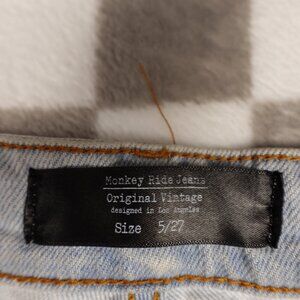 Monkey Ride Jeans
Original Vintage
designed in Los Angeles
Size 5/27